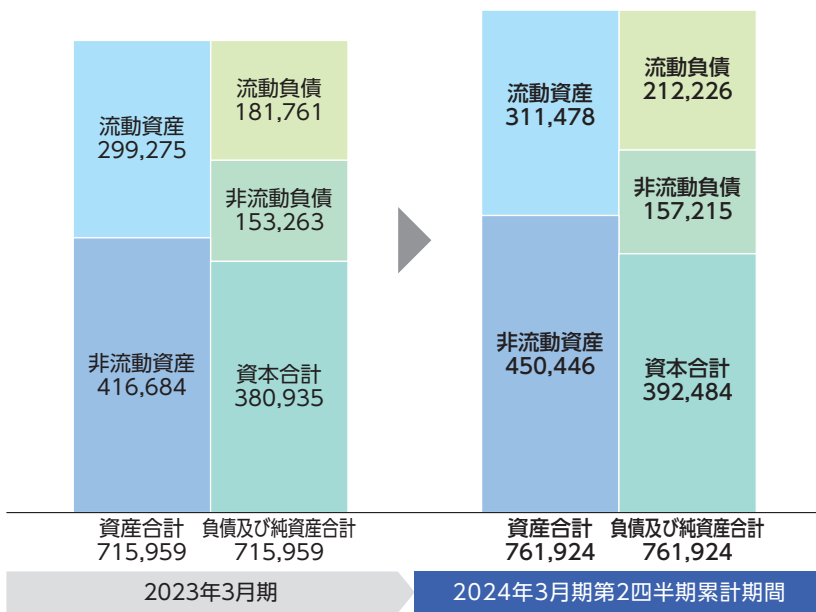 流動資産
299,275
非流動資産
416,684
流動負債
181,761
非流動負債
153,263
資本合計
380,935
資産合計
715,959
負債及び純資産合計
715,959
2023年3月期
流動資産
311,478
非流動資産
450,446
流動負債
212,226
非流動負債
157,215
資本合計
392,484
資産合計
761,924
負債及び純資産合計
761,924
2024年3月期第2四半期累計期間